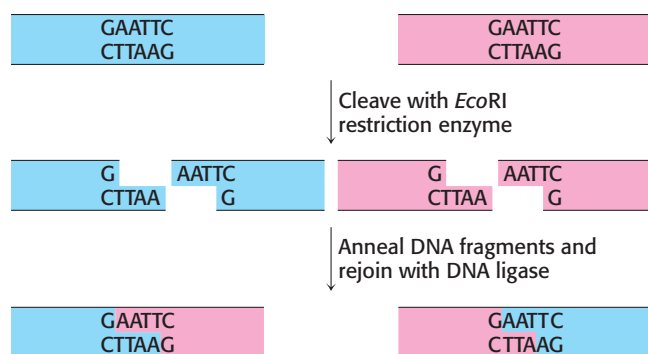 GAATTC GAATTC
CTTAAG CTTAAG
Cleave with EcoRI
restriction enzyme
G AATTC G AATTC
CTTAA G CTTAA G
Anneal DNA fragments and
rejoin with DNA ligase
GAATTC GAATTC
CTTAAG CTTAAG